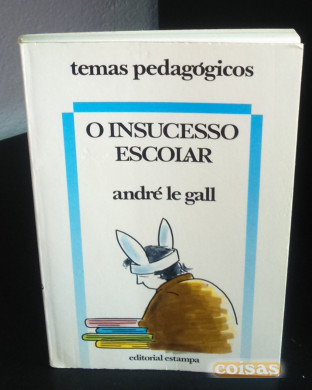 temas pedagógicos
O INSUCESSO
ESCOLAR
andré le gall
editorial estampa
coisas